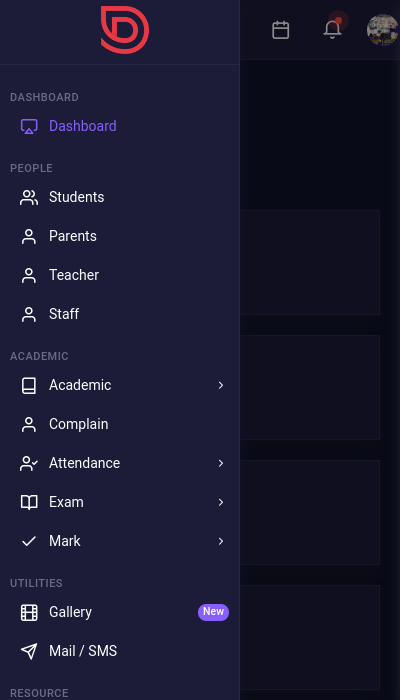 DASHBOARD
Dashboard
PEOPLE
Students
Parents
Teacher
Staff
ACADEMIC
Academic
Complain
Attendance
Exam
Mark
UTILITIES
Gallery New
Mail / SMS
RESOURCE